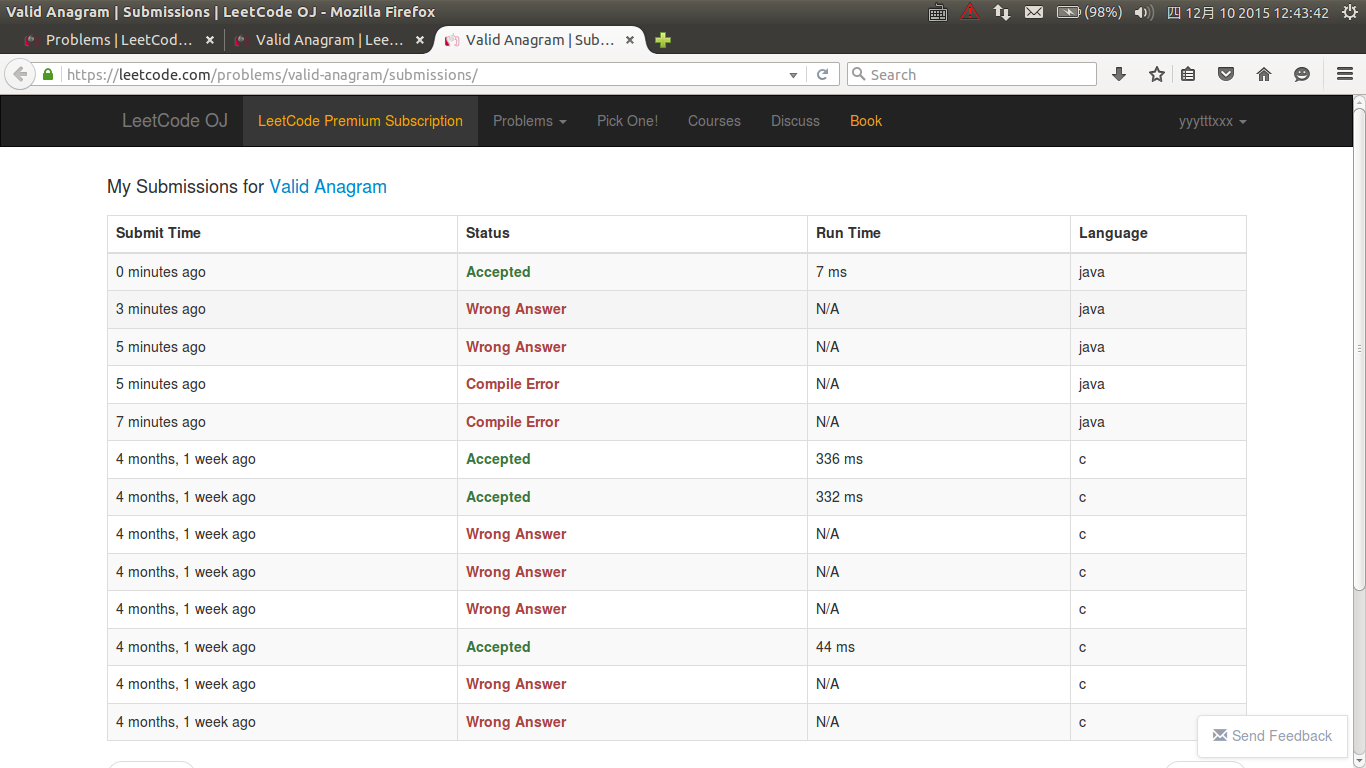 Valid Anagram | Submissions | LeetCode OJ - Mozilla Firefox (98%) 四 12月 10 2015 12:43:42
Problems | LeetCod... Valid Anagram | Lee... Valid Anagram | Sub...
https://leetcode.com/problems/valid-anagram/submissions/ Search
LeetCode OJ LeetCode Premium Subscription Problems Pick One! Courses Discuss Book yyytttxxx
My Submissions for Valid Anagram
Submit Time Status Run Time Language
0 minutes ago Accepted 7 ms java
3 minutes ago Wrong Answer N/A java
5 minutes ago Wrong Answer N/A java
5 minutes ago Compile Error N/A java
7 minutes ago Compile Error N/A java
4 months, 1 week ago Accepted 336 ms c
4 months, 1 week ago Accepted 332 ms c
4 months, 1 week ago Wrong Answer N/A c
4 months, 1 week ago Wrong Answer N/A c
4 months, 1 week ago Wrong Answer N/A c
4 months, 1 week ago Accepted 44 ms c
4 months, 1 week ago Wrong Answer N/A c
4 months, 1 week ago Wrong Answer N/A c
Send Feedback